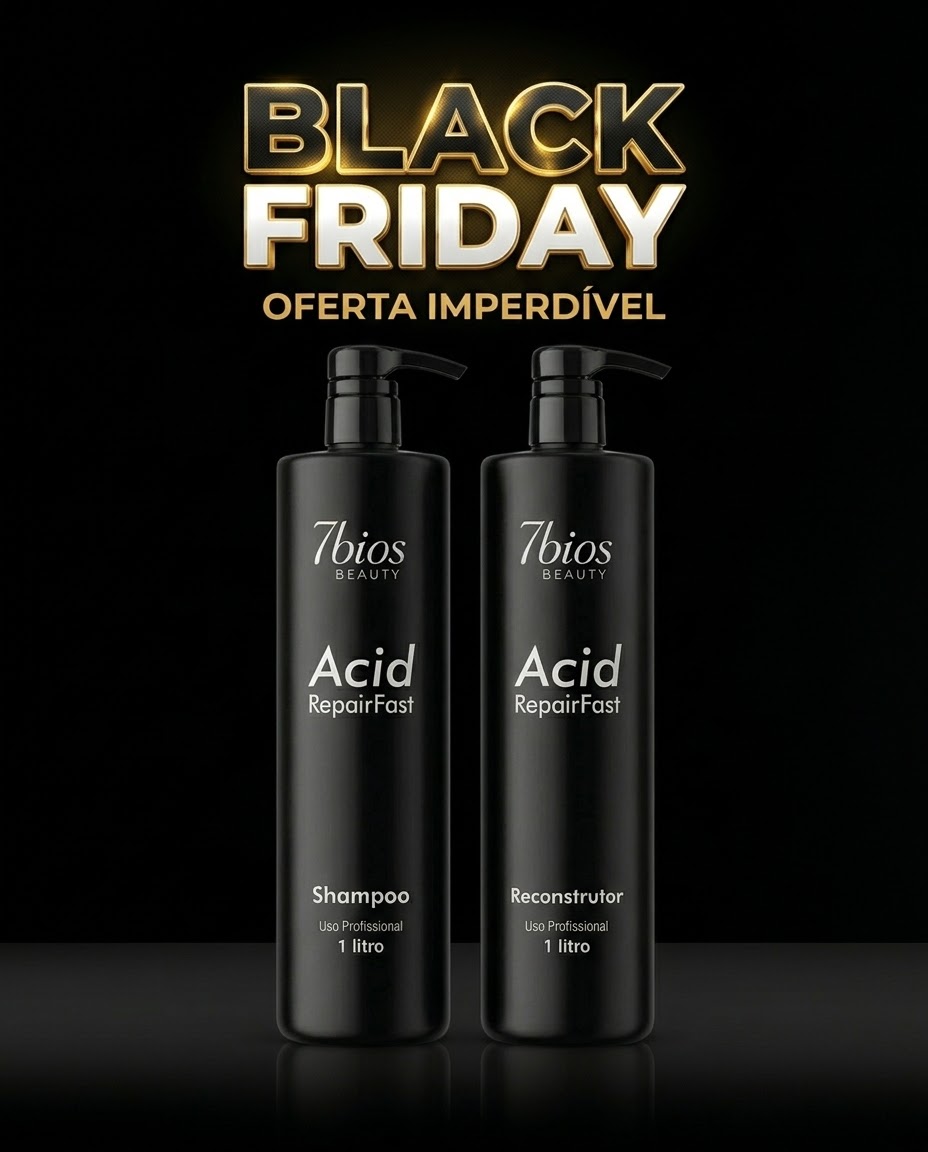 BLACK
FRIDAY
OFERTA IMPERDÍVEL
7bios
BEAUTY
Acid
RepairFast
Shampoo
Uso Profissional
1 litro
7bios
BEAUTY
Acid
RepairFast
Reconstrutor
Uso Profissional
1 litro